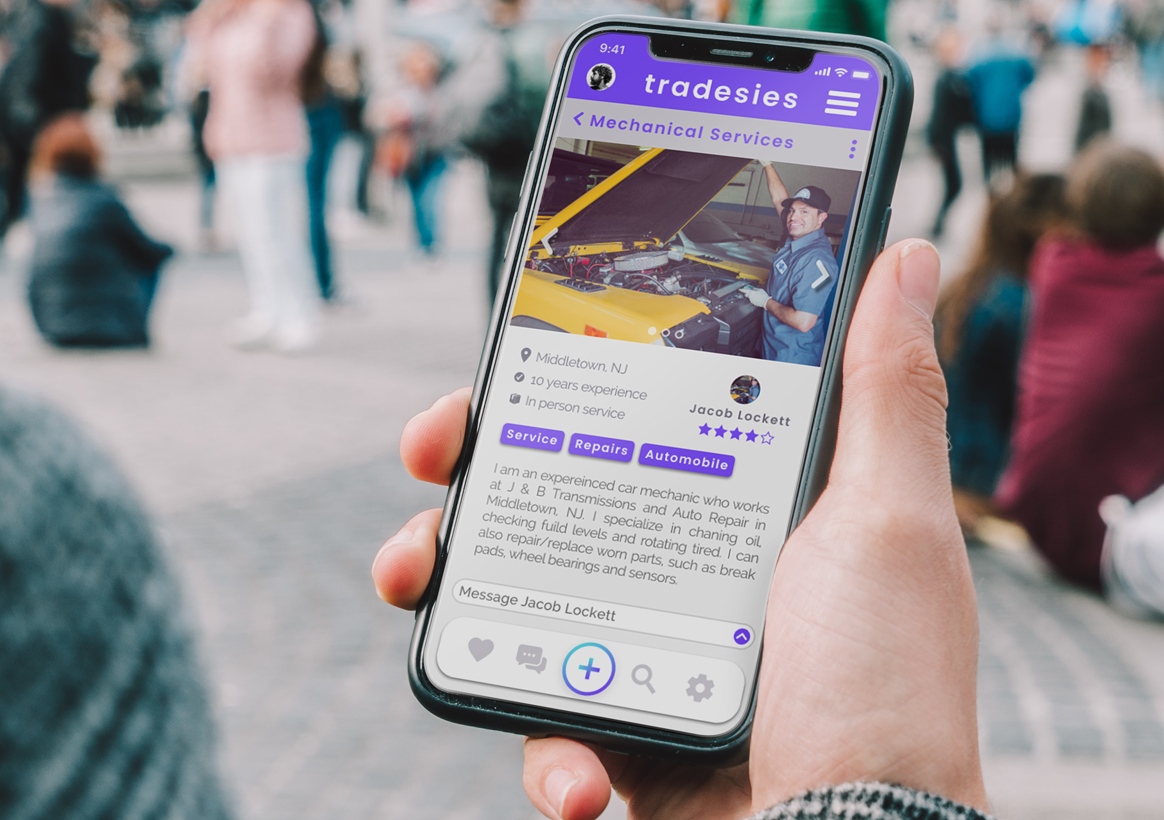 9:41
tradesies
Mechanical Services
Middletown, NJ
10 years experience
In person service
Jacob Lockett
Service Repairs Automobile
I am an expereinced car mechanic who works
at J & B Transmissions and Auto Repair in
Middletown, NJ. I specialize in chaning oil,
checking fuild levels and rotating tired. I can
also repair/replace worn parts, such as break
pads, wheel bearings and sensors.
Message Jacob Lockett